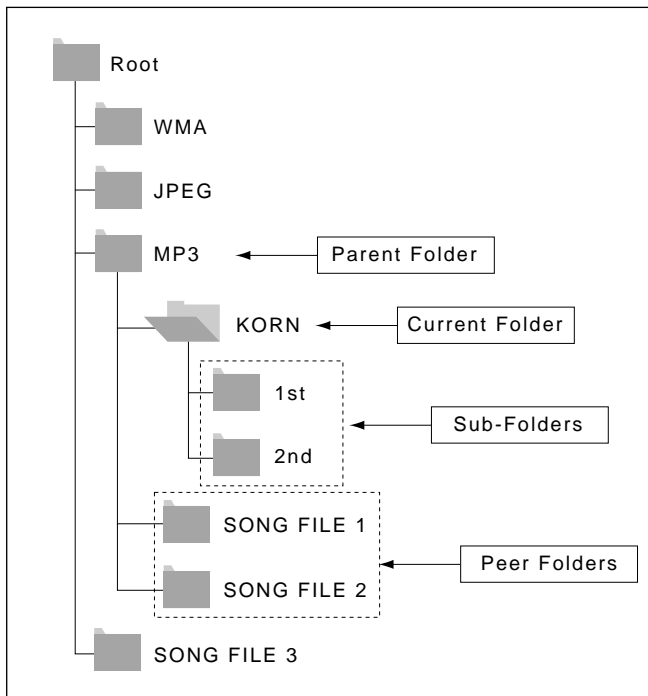 Root
WMA
JPEG
MP3
Parent Folder
KORN
Current Folder
1st
Sub-Folders
2nd
SONG FILE 1
Peer Folders
SONG FILE 2
SONG FILE 3